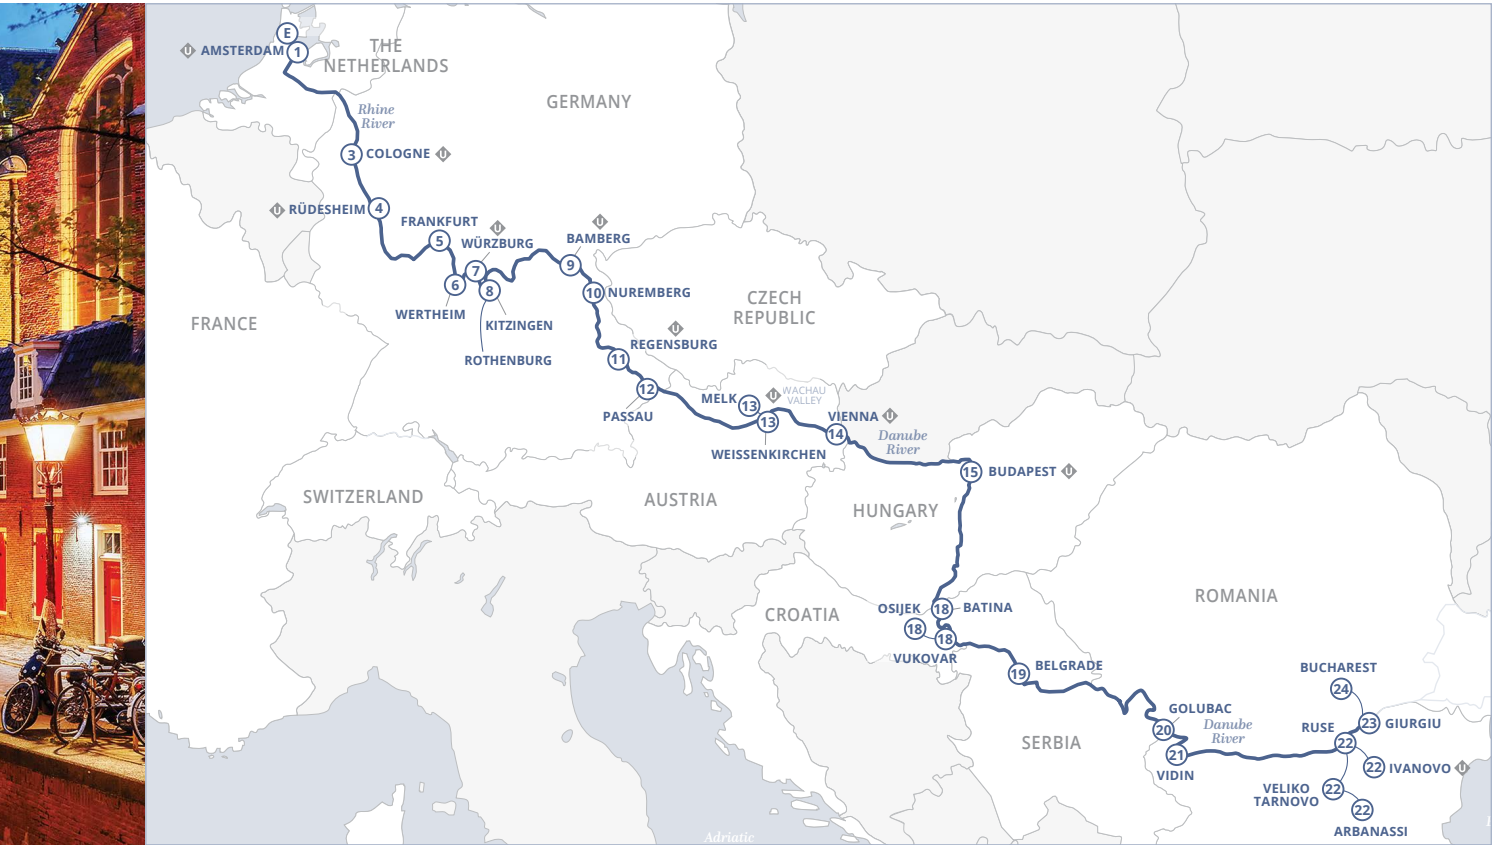 E
U AMSTERDAM 1
THE
NETHERLANDS
GERMANY
Rhine
River
3 COLOGNE U
U RÜDESHEIM 4
FRANKFURT
5
U
WÜRZBURG
7
U
BAMBERG
9
6
8
WERTHEIM
KITZINGEN
ROTHENBURG
10 NUREMBERG
CZECH
REPUBLIC
FRANCE
U
REGENSBURG
11
12
PASSAU
MELK 13
U WACHAU
VALLEY
13
WEISSENKIRCHEN
VIENNA U
14
Danube
River
15 BUDAPEST U
SWITZERLAND
AUSTRIA
HUNGARY
ROMANIA
CROATIA
OSIJEK 18 BATINA
18
18
VUKOVAR
19 BELGRADE
SERBIA
GOLUBAC
20
Danube
River
21
VIDIN
BUCHAREST
24
RUSE
23 GIURGIU
22
22 IVANOVO U
VELIKO
TARNOVO
22
22
ARBANASSI
Adriatic